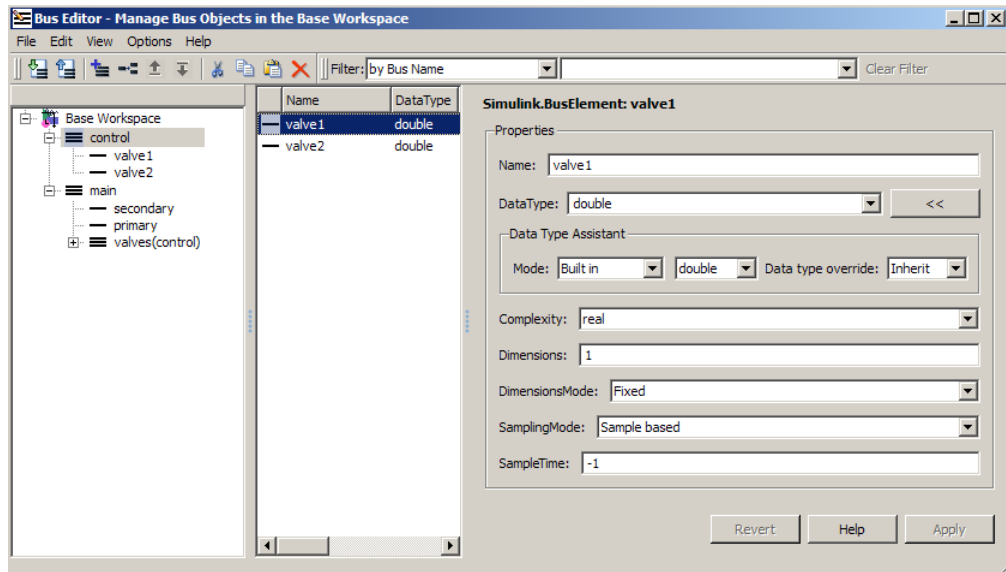 Bus Editor - Manage Bus Objects in the Base Workspace
File Edit View Options Help
Filter: by Bus Name Clear Filter
Base Workspace
control
valve1
valve2
main
secondary
primary
valves(control)
Name DataType
valve1 double
valve2 double
Simulink.BusElement: valve1
Properties
Name: valve1
DataType: double <<
Data Type Assistant
Mode: Built in double Data type override: Inherit
Complexity: real
Dimensions: 1
DimensionsMode: Fixed
SamplingMode: Sample based
SampleTime: -1
Revert Help Apply